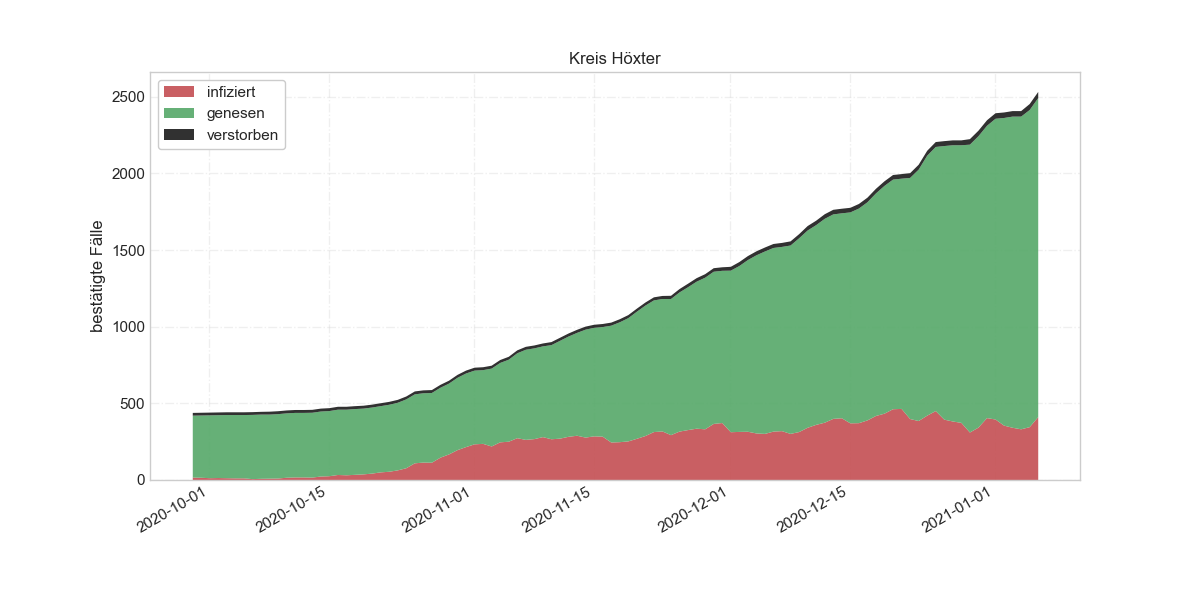 Kreis Höxter
infiziert
genesen
verstorben
bestätigte Fälle
2500
2000
1500
1000
500
0
2020-10-01
2020-10-15
2020-11-01
2020-11-15
2020-12-01
2020-12-15
2021-01-01